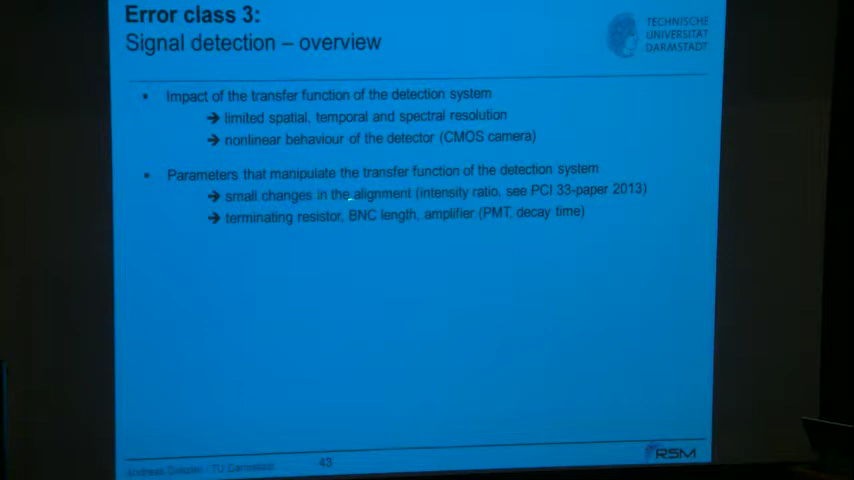 Error class 3:
Signal detection – overview
TECHNISCHE
UNIVERSITÄT
DARMSTADT
▪ Impact of the transfer function of the detection system
➔ limited spatial, temporal and spectral resolution
➔ nonlinear behaviour of the detector (CMOS camera)
▪ Parameters that manipulate the transfer function of the detection system
➔ small changes in the alignment (intensity ratio, see PCI 33-paper 2013)
➔ terminating resistor, BNC length, amplifier (PMT, decay time)
Andreas / TU Darmstadt
43
RSM